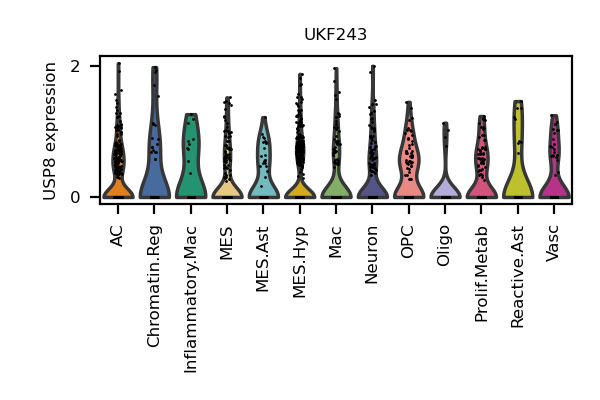 UKF243
USP8 expression
2
0
AC
Chromatin.Reg
Inflammatory.Mac
MES
MES.Ast
MES.Hyp
Mac
Neuron
OPC
Oligo
Prolif.Metab
Reactive.Ast
Vasc